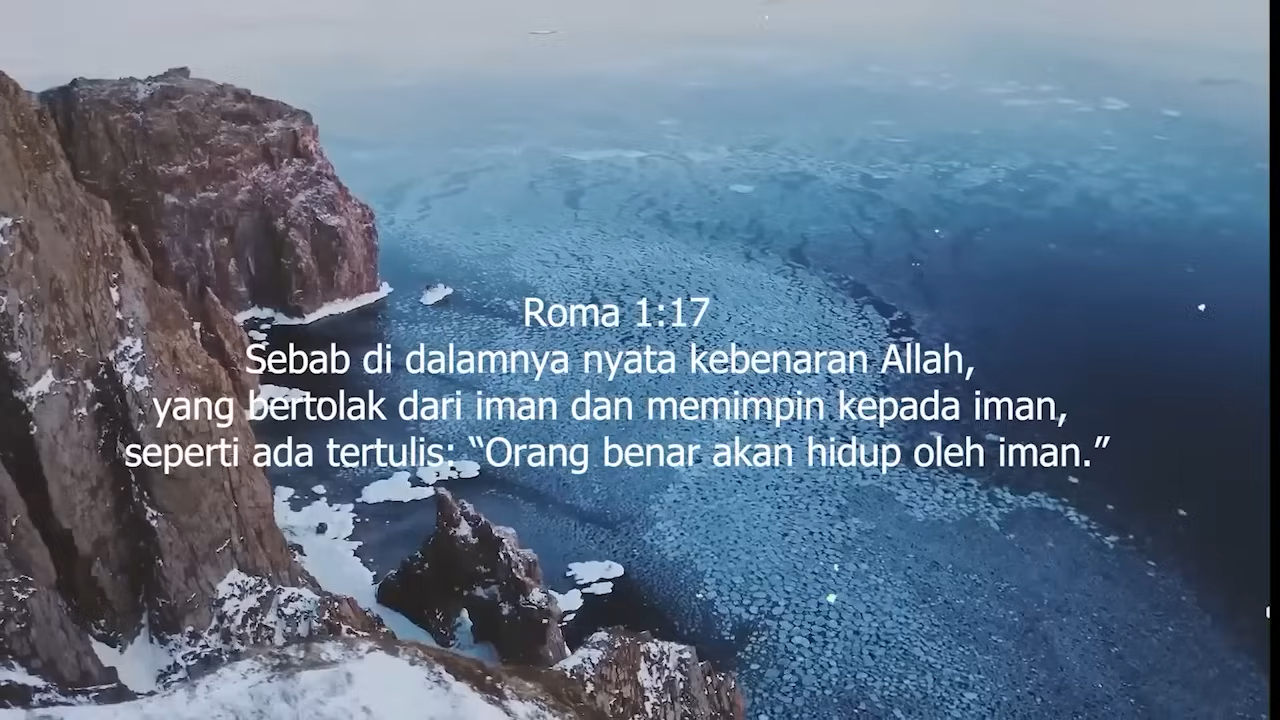 Roma 1:17
Sebab di dalamnya nyata kebenaran Allah,
yang bertolak dari iman dan memimpin kepada iman,
seperti ada tertulis: “Orang benar akan hidup oleh iman.”